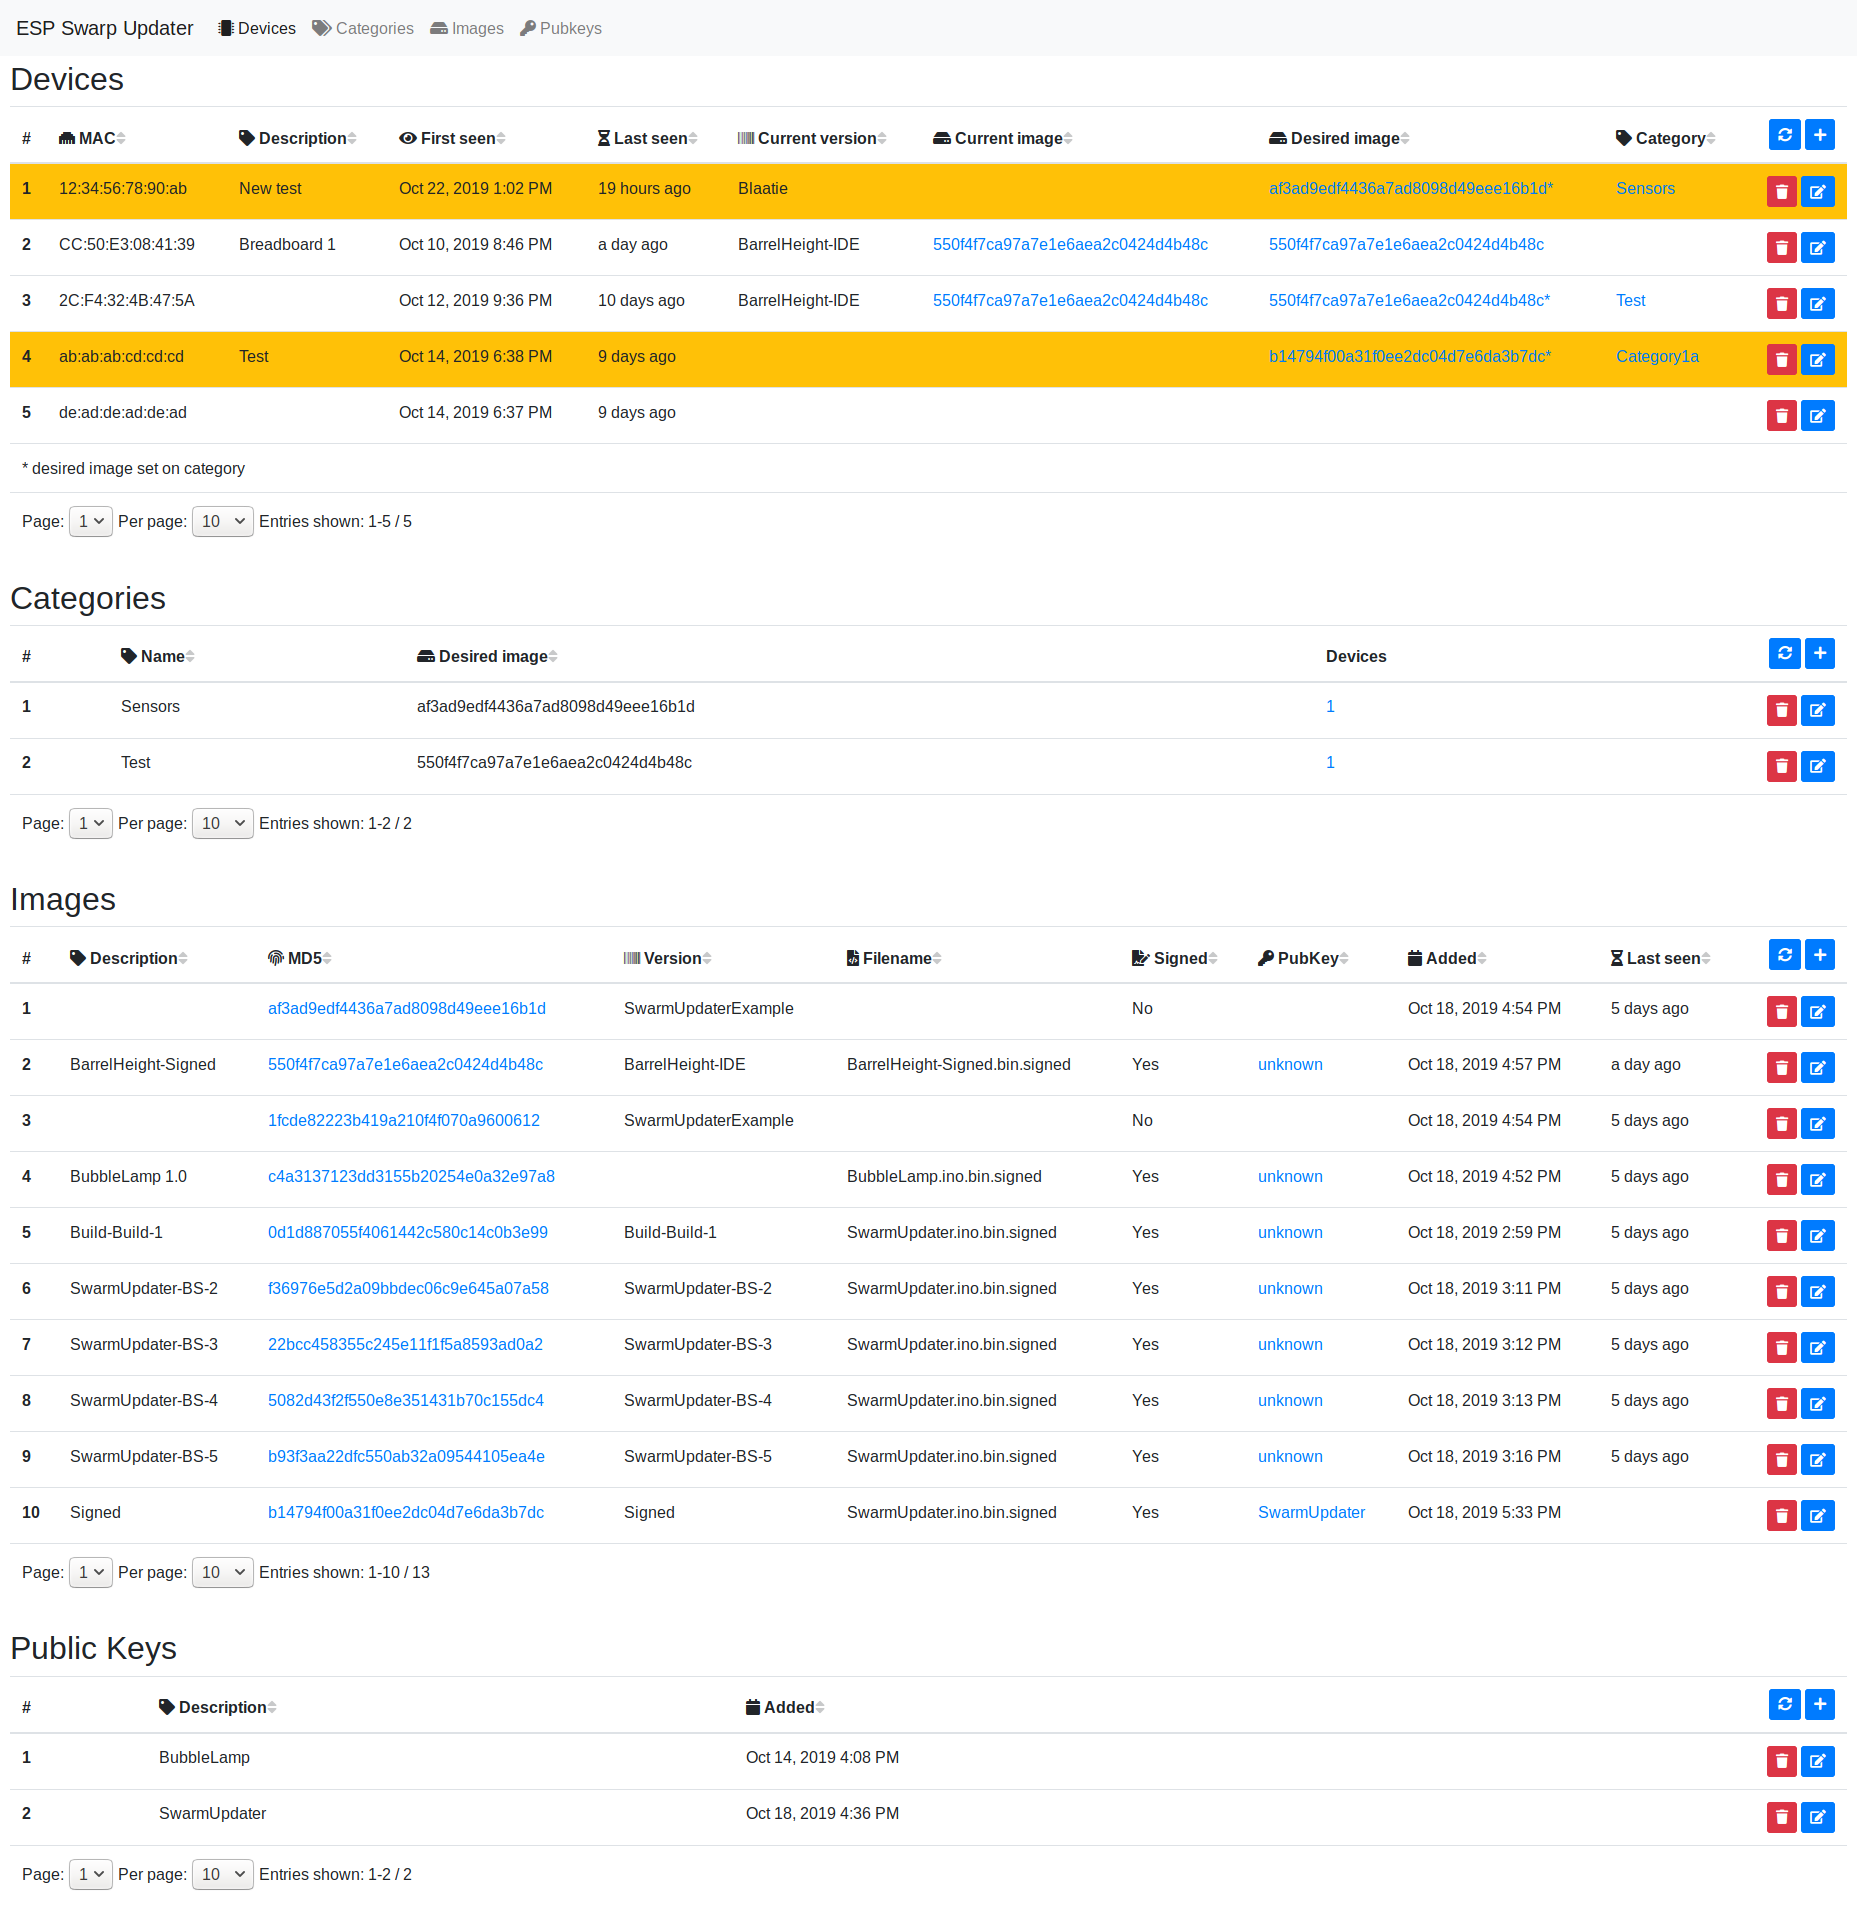 ESP Swarp Updater Devices Categories Images Pubkeys
Devices
# MAC Description First seen Last seen Current version Current image Desired image Category
1 12:34:56:78:90:ab New test Oct 22, 2019 1:02 PM 19 hours ago Blaatie af3ad9edf4436a7ad8098d49eee16b1d* Sensors
2 CC:50:E3:08:41:39 Breadboard 1 Oct 10, 2019 8:46 PM a day ago BarrelHeight-IDE 550f4f7ca97a7e1e6aea2c0424d4b48c 550f4f7ca97a7e1e6aea2c0424d4b48c
3 2C:F4:32:4B:47:5A Oct 12, 2019 9:36 PM 10 days ago BarrelHeight-IDE 550f4f7ca97a7e1e6aea2c0424d4b48c 550f4f7ca97a7e1e6aea2c0424d4b48c* Test
4 ab:ab:ab:cd:cd:cd Test Oct 14, 2019 6:38 PM 9 days ago b14794f00a31f0ee2dc04d7e6da3b7dc* Category1a
5 de:ad:de:ad:de:ad Oct 14, 2019 6:37 PM 9 days ago
* desired image set on category
Page: 1 Per page: 10 Entries shown: 1-5 / 5
Categories
# Name Desired image Devices
1 Sensors af3ad9edf4436a7ad8098d49eee16b1d 1
2 Test 550f4f7ca97a7e1e6aea2c0424d4b48c 1
Page: 1 Per page: 10 Entries shown: 1-2 / 2
Images
# Description MD5 Version Filename Signed PubKey Added Last seen
1 af3ad9edf4436a7ad8098d49eee16b1d SwarmUpdaterExample No Oct 18, 2019 4:54 PM 5 days ago
2 BarrelHeight-Signed 550f4f7ca97a7e1e6aea2c0424d4b48c BarrelHeight-IDE BarrelHeight-Signed.bin.signed Yes unknown Oct 18, 2019 4:57 PM a day ago
3 1fcde82223b419a210f4f070a9600612 SwarmUpdaterExample No Oct 18, 2019 4:54 PM 5 days ago
4 BubbleLamp 1.0 c4a3137123dd3155b20254e0a32e97a8 BubbleLamp.ino.bin.signed Yes unknown Oct 18, 2019 4:52 PM 5 days ago
5 Build-Build-1 0d1d887055f4061442c580c14c0b3e99 Build-Build-1 SwarmUpdater.ino.bin.signed Yes unknown Oct 18, 2019 2:59 PM 5 days ago
6 SwarmUpdater-BS-2 f36976e5d2a09bbdec06c9e645a07a58 SwarmUpdater-BS-2 SwarmUpdater.ino.bin.signed Yes unknown Oct 18, 2019 3:11 PM 5 days ago
7 SwarmUpdater-BS-3 22bcc458355c245e11f1f5a8593ad0a2 SwarmUpdater-BS-3 SwarmUpdater.ino.bin.signed Yes unknown Oct 18, 2019 3:12 PM 5 days ago
8 SwarmUpdater-BS-4 5082d43f2f550e8e351431b70c155dc4 SwarmUpdater-BS-4 SwarmUpdater.ino.bin.signed Yes unknown Oct 18, 2019 3:13 PM 5 days ago
9 SwarmUpdater-BS-5 b93f3aa22dfc550ab32a09544105ea4e SwarmUpdater-BS-5 SwarmUpdater.ino.bin.signed Yes unknown Oct 18, 2019 3:16 PM 5 days ago
10 Signed b14794f00a31f0ee2dc04d7e6da3b7dc Signed SwarmUpdater.ino.bin.signed Yes SwarmUpdater Oct 18, 2019 5:33 PM
Page: 1 Per page: 10 Entries shown: 1-10 / 13
Public Keys
# Description Added
1 BubbleLamp Oct 14, 2019 4:08 PM
2 SwarmUpdater Oct 18, 2019 4:36 PM
Page: 1 Per page: 10 Entries shown: 1-2 / 2